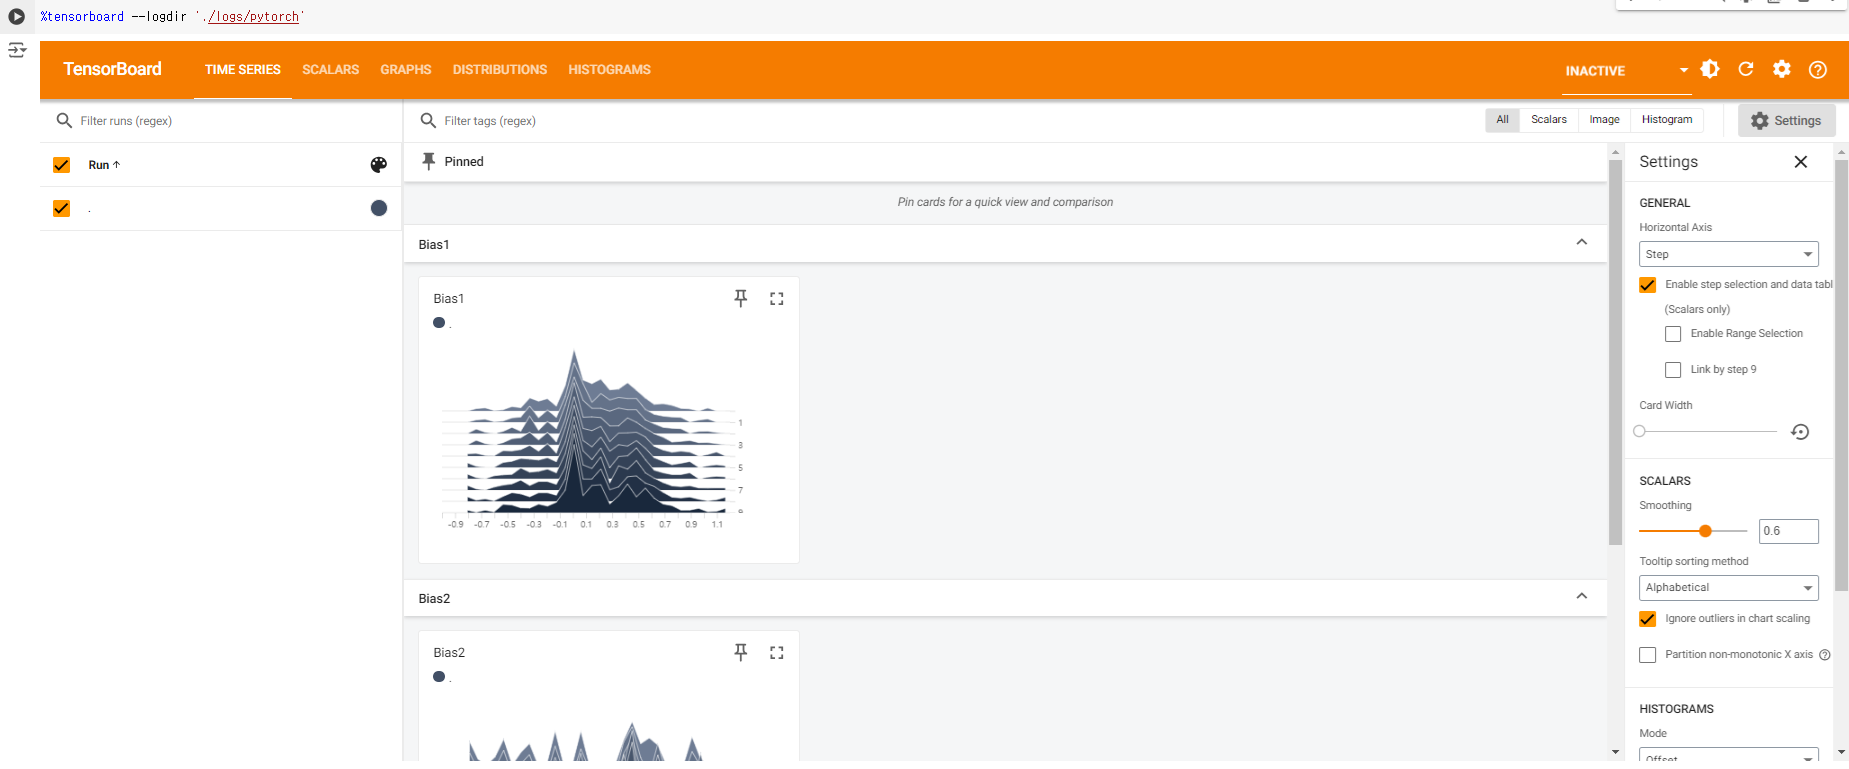 %tensorboard --logdir './logs/pytorch'
TensorBoard TIME SERIES SCALARS GRAPHS DISTRIBUTIONS HISTOGRAMS INACTIVE
Filter runs (regex)
Filter tags (regex)
All Scalars Image Histogram
Settings
Run ↑
.
Pinned
Pin cards for a quick view and comparison
Bias1
Bias1
.
1
3
5
7
9
-0.9 -0.7 -0.5 -0.3 -0.1 0.1 0.3 0.5 0.7 0.9 1.1
Bias2
Bias2
.
Settings
GENERAL
Horizontal Axis
Step
Enable step selection and data tabl
(Scalars only)
Enable Range Selection
Link by step 9
Card Width
SCALARS
Smoothing
0.6
Tooltip sorting method
Alphabetical
Ignore outliers in chart scaling
Partition non-monotonic X axis
HISTOGRAMS
Mode
Offset